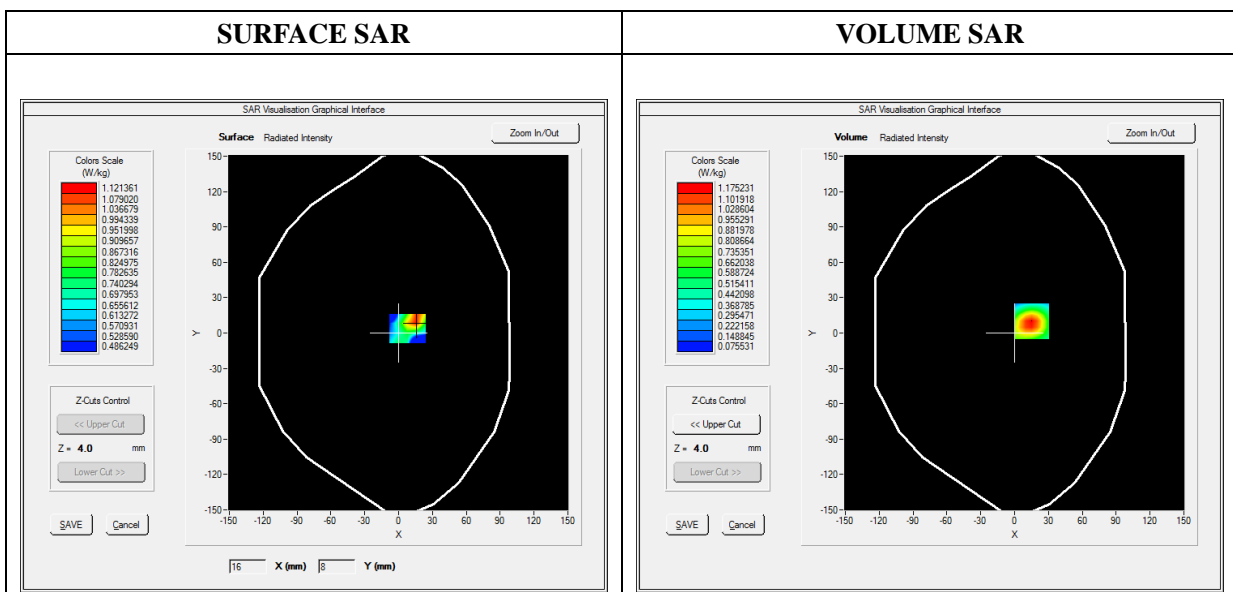 SURFACE SAR
VOLUME SAR
SAR Visualisation Graphical Interface
Surface Radiated Intensity
Zoom In/Out
Colors Scale
(W/kg)
1.121361
1.079020
1.036679
0.994339
0.951998
0.909657
0.867316
0.824975
0.782635
0.740294
0.697953
0.655612
0.613272
0.570931
0.528590
0.486249
Z-Cuts Control
<< Upper Cut
Z = 4.0 mm
Lower Cut >>
SAVE Cancel
150
120
90
60
30
0
-30
-60
-90
-120
-150
Y
-150 -120 -90 -60 -30 0 30 60 90 120 150
X
16 X (mm) 8 Y (mm)
SAR Visualisation Graphical Interface
Volume Radiated Intensity
Zoom In/Out
Colors Scale
(W/kg)
1.175231
1.101918
1.028604
0.955291
0.881978
0.808664
0.735351
0.662038
0.588724
0.515411
0.442098
0.368785
0.295471
0.222158
0.148845
0.075531
Z-Cuts Control
<< Upper Cut
Z = 4.0 mm
Lower Cut >>
SAVE Cancel
150
120
90
60
30
0
-30
-60
-90
-120
-150
Y
-150 -120 -90 -60 -30 0 30 60 90 120 150
X